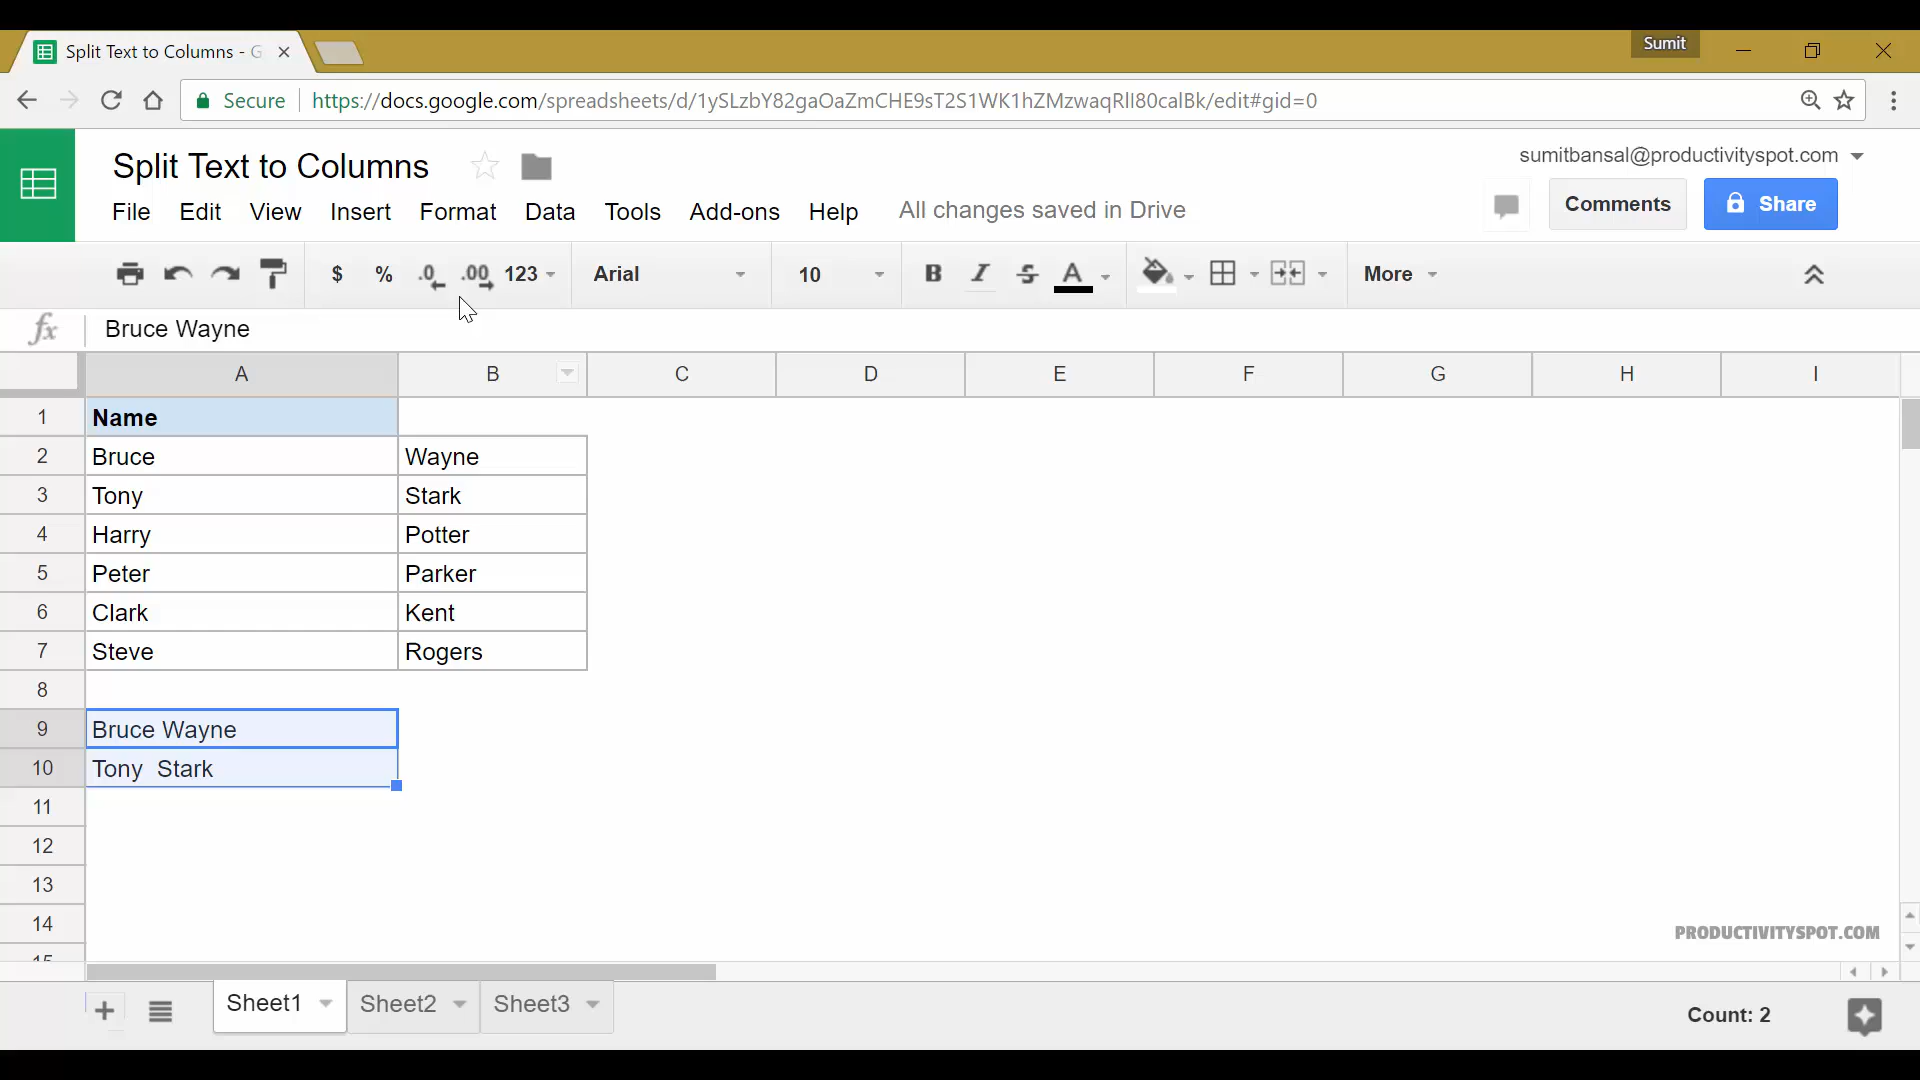 Split Text to Columns - G
Sumit
Secure https://docs.google.com/spreadsheets/d/1ySLzbY82gaOaZmCHE9sT2S1WK1hZMzwaqRlI80calBk/edit#gid=0
Split Text to Columns
sumitbansal@productivityspot.com
File Edit View Insert Format Data Tools Add-ons Help All changes saved in Drive
Comments Share
$ % .0 .00 123 Arial 10 B I S A More
fx Bruce Wayne
A B C D E F G H I
1 Name
2 Bruce Wayne
3 Tony Stark
4 Harry Potter
5 Peter Parker
6 Clark Kent
7 Steve Rogers
8
9 Bruce Wayne
10 Tony  Stark
11
12
13
14
15
PRODUCTIVITYSPOT.COM
Sheet1 Sheet2 Sheet3 Count: 2